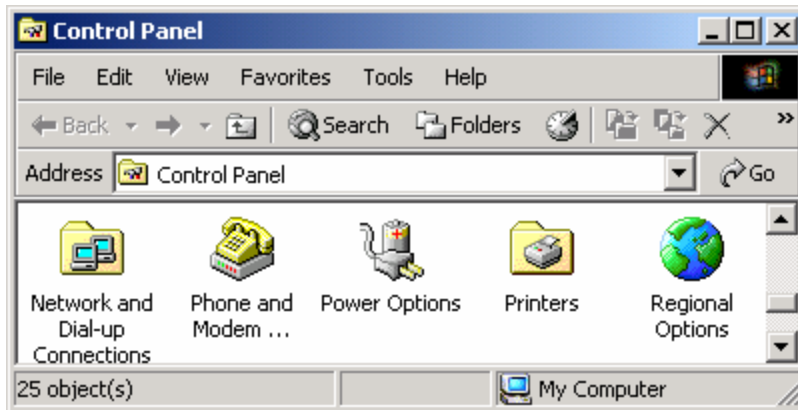 Control Panel
File Edit View Favorites Tools Help
Back Search Folders »
Address Control Panel Go
Network and Dial-up Connections
Phone and Modem ...
Power Options
Printers
Regional Options
25 object(s) My Computer